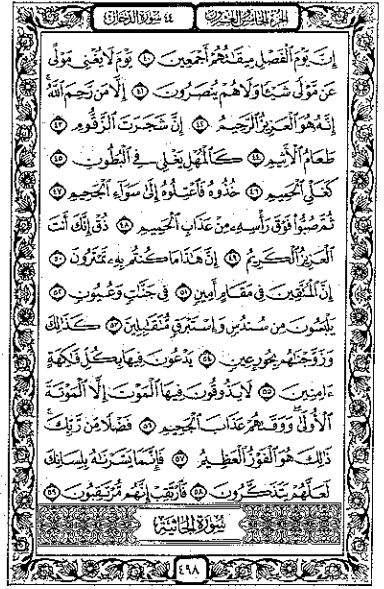 الجزء الخامس والعشرون
٤٤ سورة الدخان
إِنَّ يَوْمَ ٱلْفَصْلِ مِيقَٰتُهُمْ أَجْمَعِينَ ٤٠ يَوْمَ لَا يُغْنِي مَوْلًى
عَن مَّوْلًى شَيْـًٔا وَلَا هُمْ يُنصَرُونَ ٤١ إِلَّا مَن رَّحِمَ ٱللَّهُ ۚ
إِنَّهُۥ هُوَ ٱلْعَزِيزُ ٱلرَّحِيمُ ٤٢ إِنَّ شَجَرَتَ ٱلزَّقُّومِ ٤٣
طَعَامُ ٱلْأَثِيمِ ٤٤ كَٱلْمُهْلِ يَغْلِي فِي ٱلْبُطُونِ ٤٥
كَغَلْيِ ٱلْحَمِيمِ ٤٦ خُذُوهُ فَٱعْتِلُوهُ إِلَىٰ سَوَآءِ ٱلْجَحِيمِ ٤٧
ثُمَّ صُبُّوا۟ فَوْقَ رَأْسِهِۦ مِنْ عَذَابِ ٱلْحَمِيمِ ٤٨ ذُقْ إِنَّكَ أَنتَ
ٱلْعَزِيزُ ٱلْكَرِيمُ ٤٩ إِنَّ هَٰذَا مَا كُنتُم بِهِۦ تَمْتَرُونَ ٥٠
إِنَّ ٱلْمُتَّقِينَ فِي مَقَامٍ أَمِينٍ ٥١ فِي جَنَّٰتٍ وَعُيُونٍ ٥٢
يَلْبَسُونَ مِن سُندُسٍ وَإِسْتَبْرَقٍ مُّتَقَٰبِلِينَ ٥٣ كَذَٰلِكَ
وَزَوَّجْنَٰهُم بِحُورٍ عِينٍ ٥٤ يَدْعُونَ فِيهَا بِكُلِّ فَٰكِهَةٍ
ءَامِنِينَ ٥٥ لَا يَذُوقُونَ فِيهَا ٱلْمَوْتَ إِلَّا ٱلْمَوْتَةَ
ٱلْأُولَىٰ ۖ وَوَقَىٰهُمْ عَذَابَ ٱلْجَحِيمِ ٥٦ فَضْلًا مِّن رَّبِّكَ ۚ
ذَٰلِكَ هُوَ ٱلْفَوْزُ ٱلْعَظِيمُ ٥٧ فَإِنَّمَا يَسَّرْنَٰهُ بِلِسَانِكَ
لَعَلَّهُمْ يَتَذَكَّرُونَ ٥٨ فَٱرْتَقِبْ إِنَّهُم مُّرْتَقِبُونَ ٥٩
سُورَةُ الجَاثِيَةِ
٤٩٨